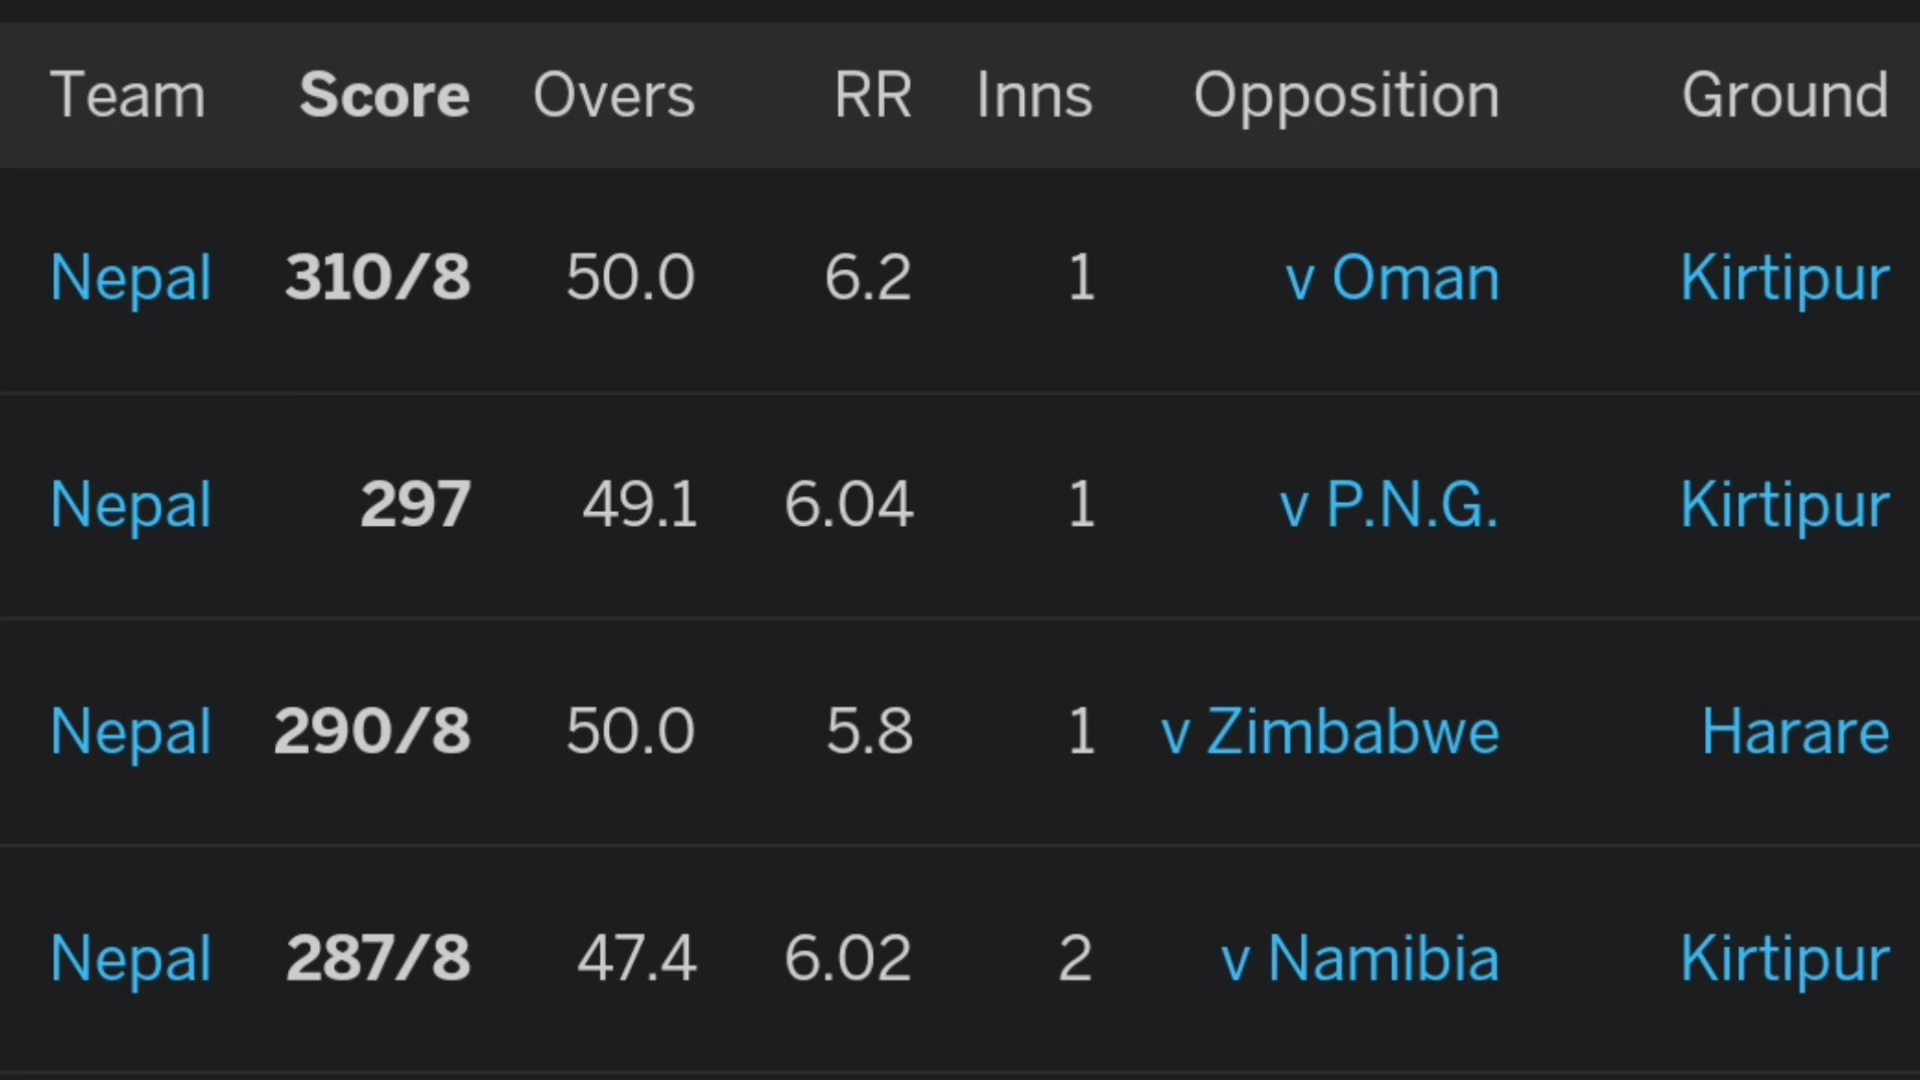 Team Score Overs RR Inns Opposition Ground
Nepal 310/8 50.0 6.2 1 v Oman Kirtipur
Nepal 297 49.1 6.04 1 v P.N.G. Kirtipur
Nepal 290/8 50.0 5.8 1 v Zimbabwe Harare
Nepal 287/8 47.4 6.02 2 v Namibia Kirtipur